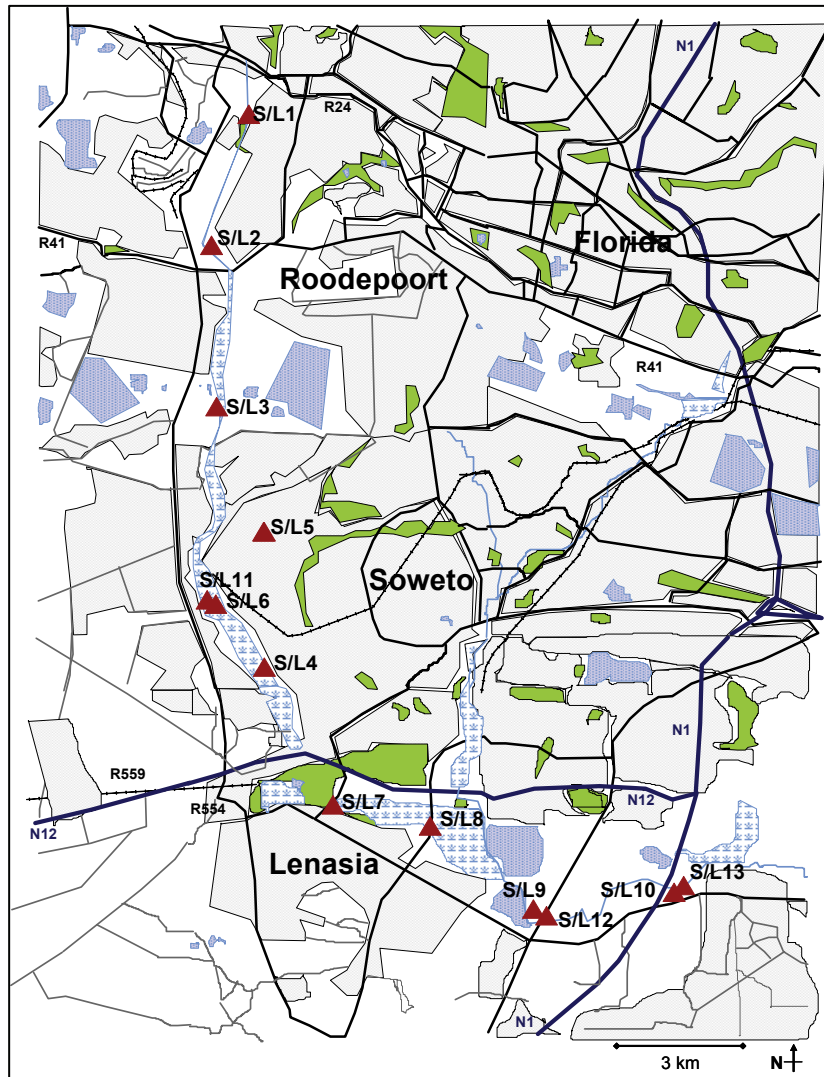 N1
S/L1
R24
S/L2
R41
Florida
Roodepoort
R41
S/L3
S/L5
Soweto
S/L11
S/L6
S/L4
N1
R559
N12
R554
N12
S/L7
S/L8
Lenasia
S/L9
S/L10
S/L13
S/L12
N1
3 km
N